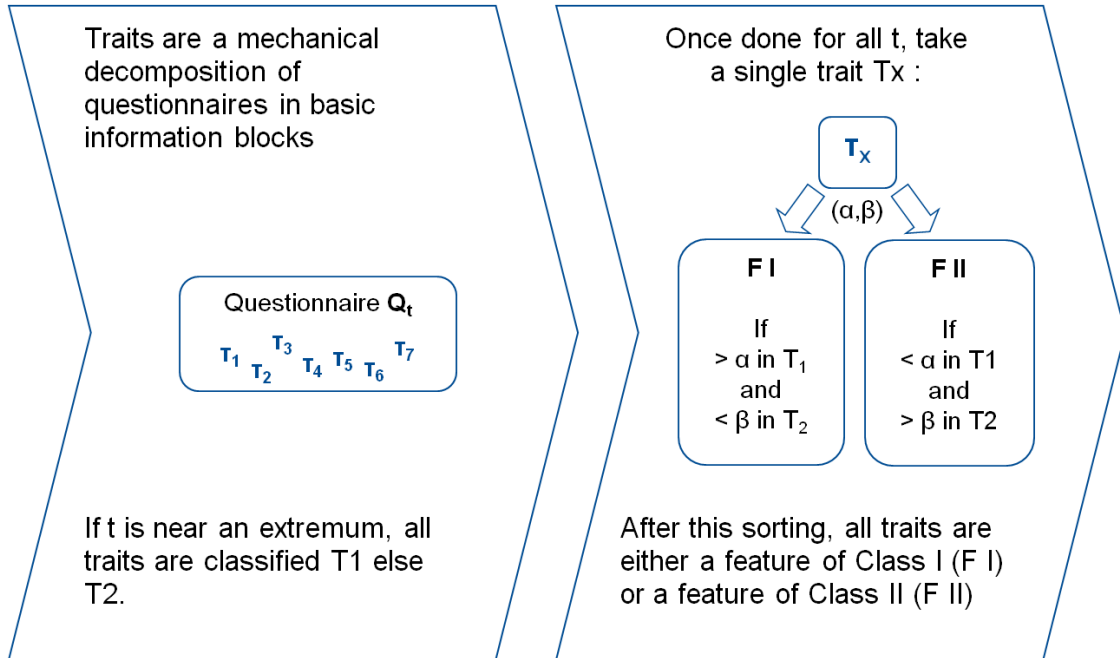 Traits are a mechanical
decomposition of
questionnaires in basic
information blocks
Questionnaire Qₜ
T₁ T₂ T₃ T₄ T₅ T₆ T₇
If t is near an extremum, all
traits are classified T1 else
T2.
Once done for all t, take
a single trait Tx :
Tₓ
(α,β)
F I
If
> α in T₁
and
< β in T₂
F II
If
< α in T1
and
> β in T2
After this sorting, all traits are
either a feature of Class I (F I)
or a feature of Class II (F II)